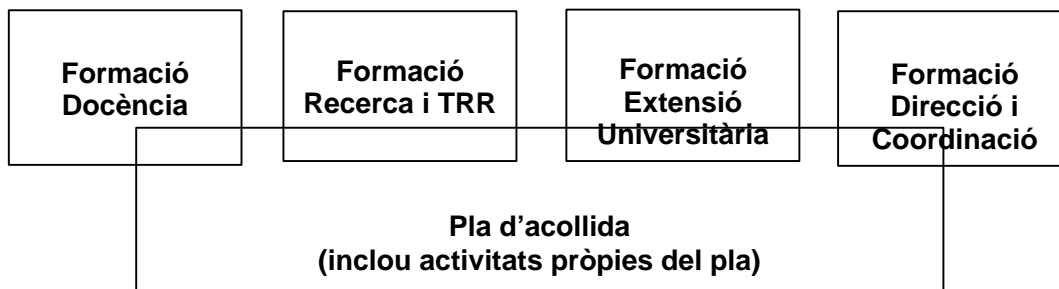 Formació
Docència
Formació
Recerca i TRR
Formació
Extensió
Universitària
Formació
Direcció i
Coordinació
Pla d’acollida
(inclou activitats pròpies del pla)